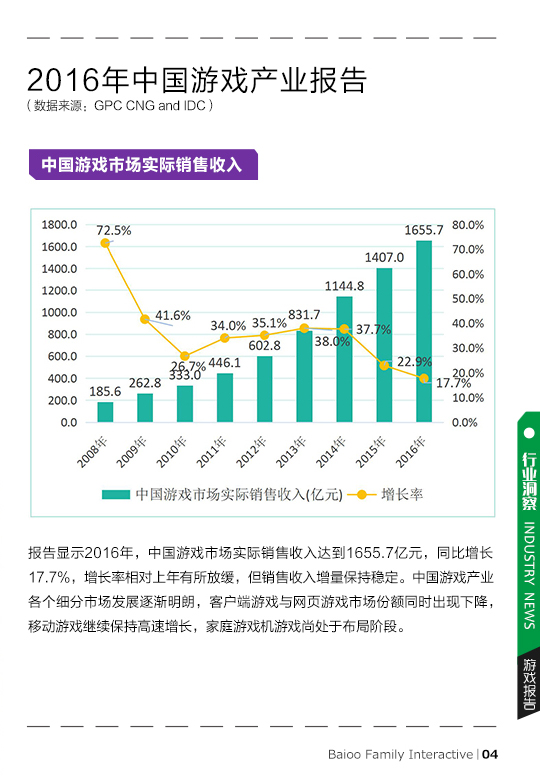 2016年中国游戏产业报告
（数据来源：GPC CNG and IDC）
中国游戏市场实际销售收入
1800.0
1600.0
1400.0
1200.0
1000.0
800.0
600.0
400.0
200.0
0.0
80.0%
70.0%
60.0%
50.0%
40.0%
30.0%
20.0%
10.0%
0.0%
72.5%
41.6%
26.7%
34.0%
35.1%
38.0%
37.7%
22.9%
17.7%
185.6
262.8
333.0
446.1
602.8
831.7
1144.8
1407.0
1655.7
2008年
2009年
2010年
2011年
2012年
2013年
2014年
2015年
2016年
中国游戏市场实际销售收入(亿元)
增长率
报告显示2016年，中国游戏市场实际销售收入达到1655.7亿元，同比增长
17.7%，增长率相对上年有所放缓，但销售收入增量保持稳定。中国游戏产业
各个细分市场发展逐渐明朗，客户端游戏与网页游戏市场份额同时出现下降，
移动游戏继续保持高速增长，家庭游戏机游戏尚处于布局阶段。
行业洞察 INDUSTRY NEWS
游戏报告
Baioo Family Interactive | 04